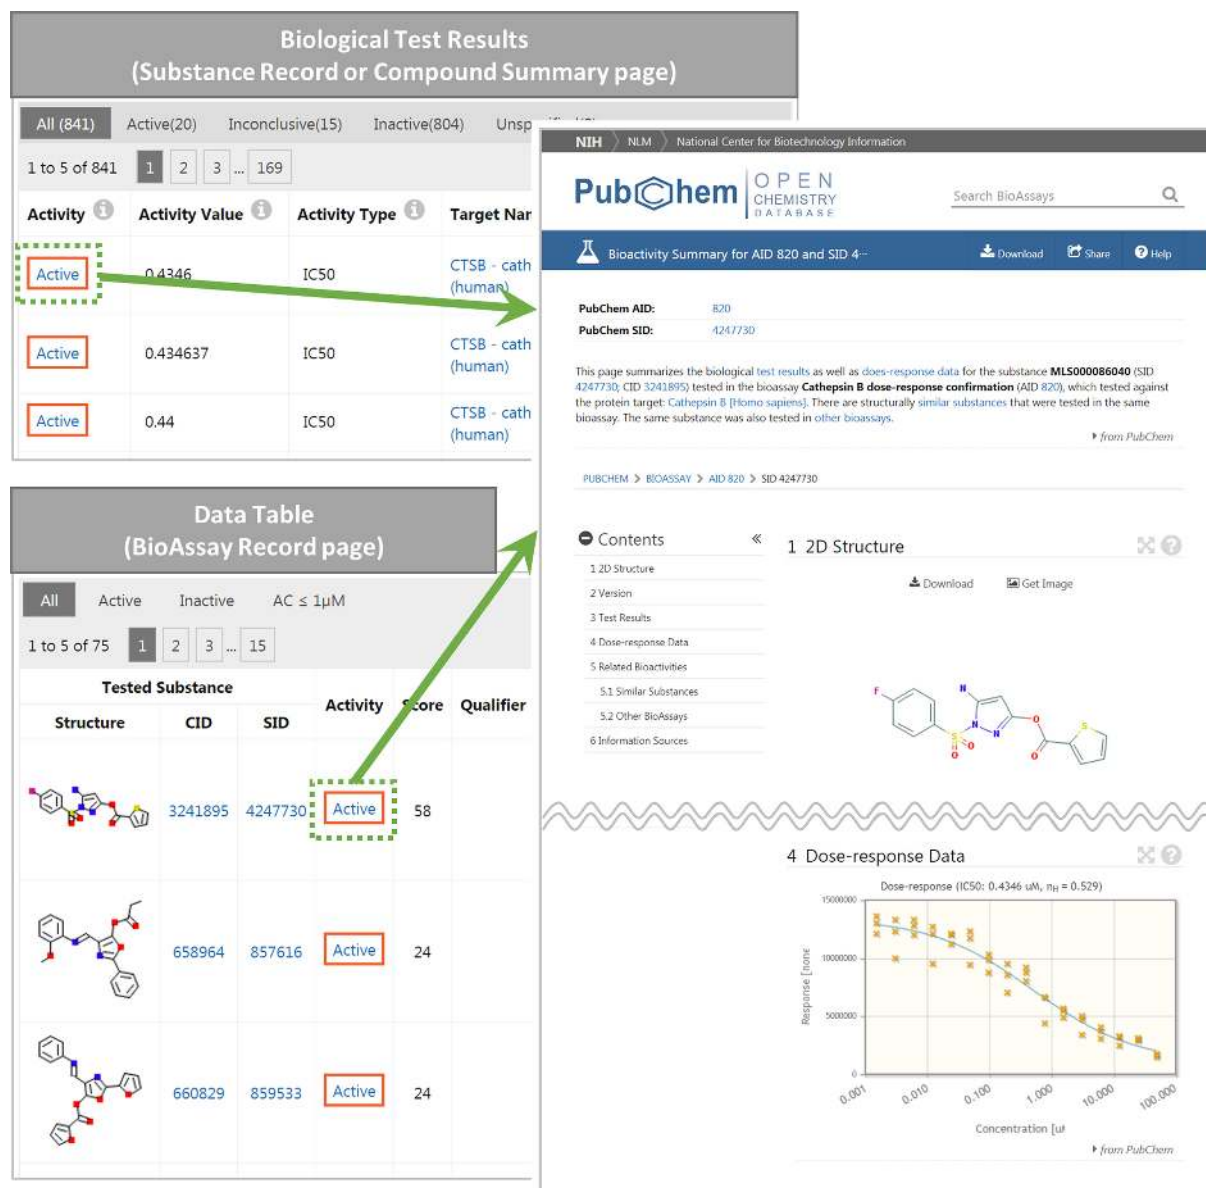 Biological Test Results
(Substance Record or Compound Summary page)
All (841) Active(20) Inconclusive(15) Inactive(804)
1 to 5 of 841 1 2 3 ... 169
Activity Activity Value Activity Type Target Nar
Active 0.4346 IC50 CTSB - cath
(human)
Active 0.434637 IC50 CTSB - cath
(human)
Active 0.44 IC50 CTSB - cath
(human)
Data Table
(BioAssay Record page)
All Active Inactive AC ≤ 1μM
1 to 5 of 75 1 2 3 ... 15
Tested Substance
Structure CID SID Activity Score Qualifier
3241895 4247730 Active 58
658964 857616 Active 24
660829 859533 Active 24
NIH NLM National Center for Biotechnology Information
PubChem OPEN
CHEMISTRY
DATABASE
Search BioAssays
Bioactivity Summary for AID 820 and SID 4··· Download Share Help
PubChem AID: 820
PubChem SID: 4247730
This page summarizes the biological test results as well as does-response data for the substance MLS000086040 (SID
4247730; CID 3241895) tested in the bioassay Cathepsin B dose-response confirmation (AID 820), which tested against
the protein target: Cathepsin B [Homo sapiens]. There are structurally similar substances that were tested in the same
bioassay. The same substance was also tested in other bioassays.
from PubChem
PUBCHEM > BIOASSAY > AID 820 > SID 4247730
Contents «
1 2D Structure
2 Version
3 Test Results
4 Dose-response Data
5 Related Bioactivities
5.1 Similar Substances
5.2 Other BioAssays
6 Information Sources
1 2D Structure
Download Get Image
F N
N N O S
S O O O
4 Dose-response Data
Dose-response (IC50: 0.4346 uM, nH = 0.529)
Response [none
15000000
10000000
5000000
0
0.001 0.010 0.100 1.000 10.000 100.000
Concentration [uM
from PubChem